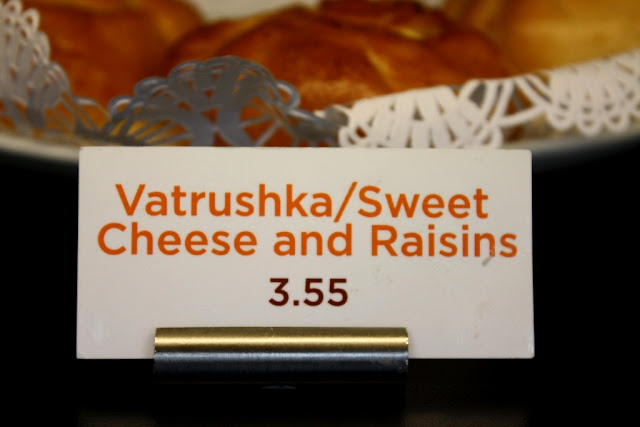 Vatrushka/Sweet
Cheese and Raisins
3.55